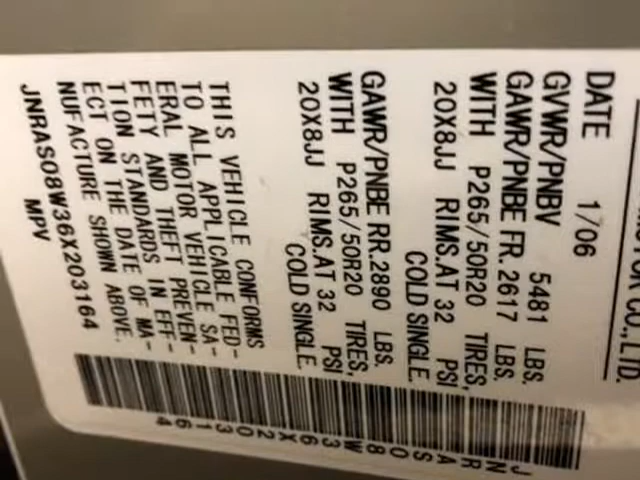 CO., LTD.
DATE 1/06
GVWR/PNBV 5481 LBS.
GAWR/PNBE FR. 2617 LBS.
WITH P265/50R20 TIRES,
20X8JJ RIMS.AT 32 PSI
COLD SINGLE.
GAWR/PNBE RR. 2890 LBS.
WITH P265/50R20 TIRES,
20X8JJ RIMS.AT 32 PSI
COLD SINGLE.
THIS VEHICLE CONFORMS
TO ALL APPLICABLE FED-
ERAL MOTOR VEHICLE SA-
FETY AND THEFT PREVEN-
TION STANDARDS IN EFF-
ECT ON THE DATE OF MA-
NUFACTURE SHOWN ABOVE.
JNRAS08W36X203164
MPV
JNRAS08W36X203164